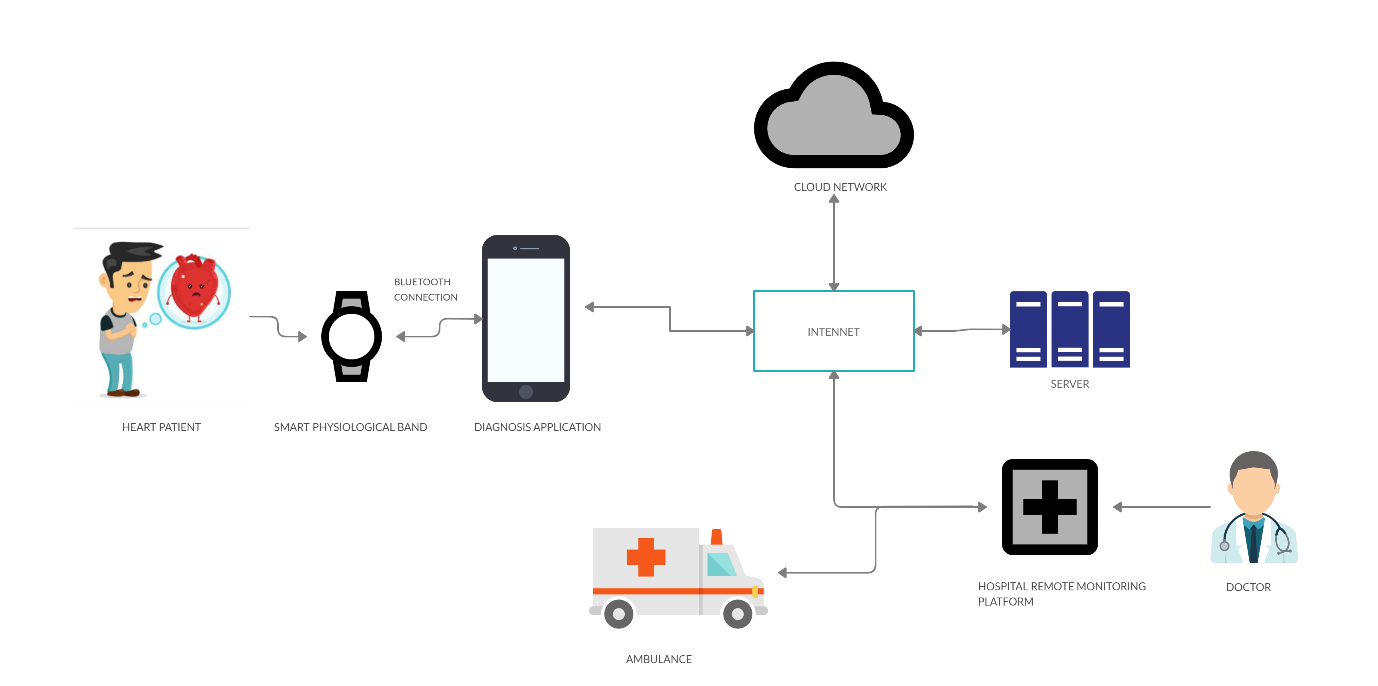 CLOUD NETWORK
BLUETOOTH
CONNECTION
INTENNET
SERVER
HEART PATIENT
SMART PHYSIOLOGICAL BAND
DIAGNOSIS APPLICATION
HOSPITAL REMOTE MONITORING
PLATFORM
DOCTOR
AMBULANCE